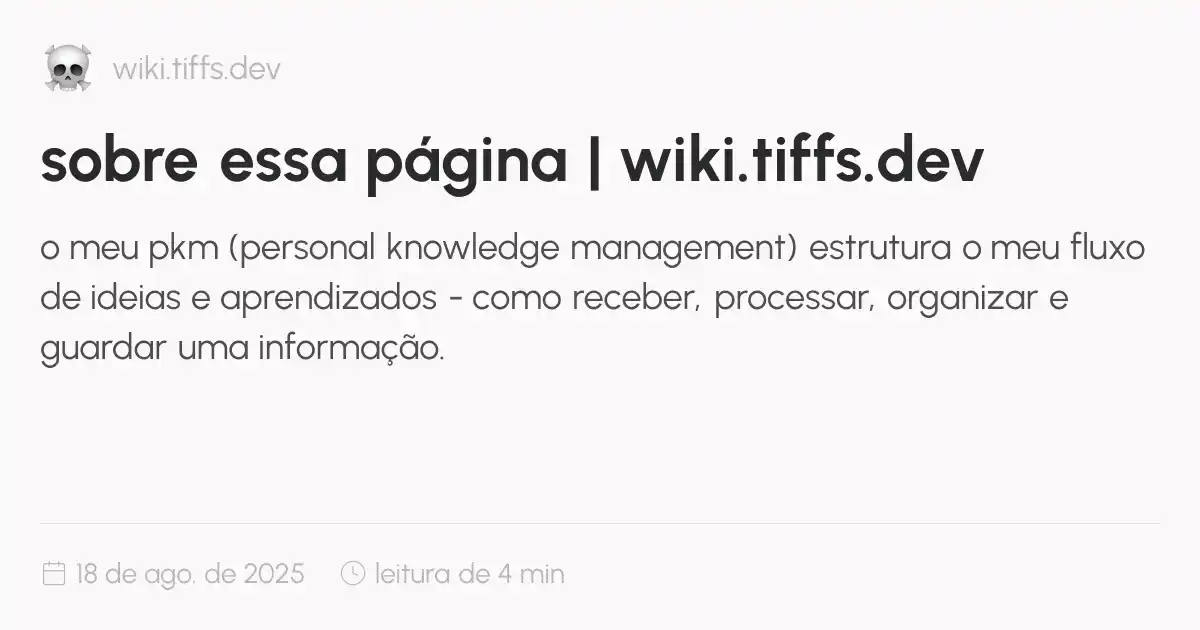 wiki.tiffs.dev
sobre essa página | wiki.tiffs.dev
o meu pkm (personal knowledge management) estrutura o meu fluxo
de ideias e aprendizados - como receber, processar, organizar e
guardar uma informação.
18 de ago. de 2025 leitura de 4 min